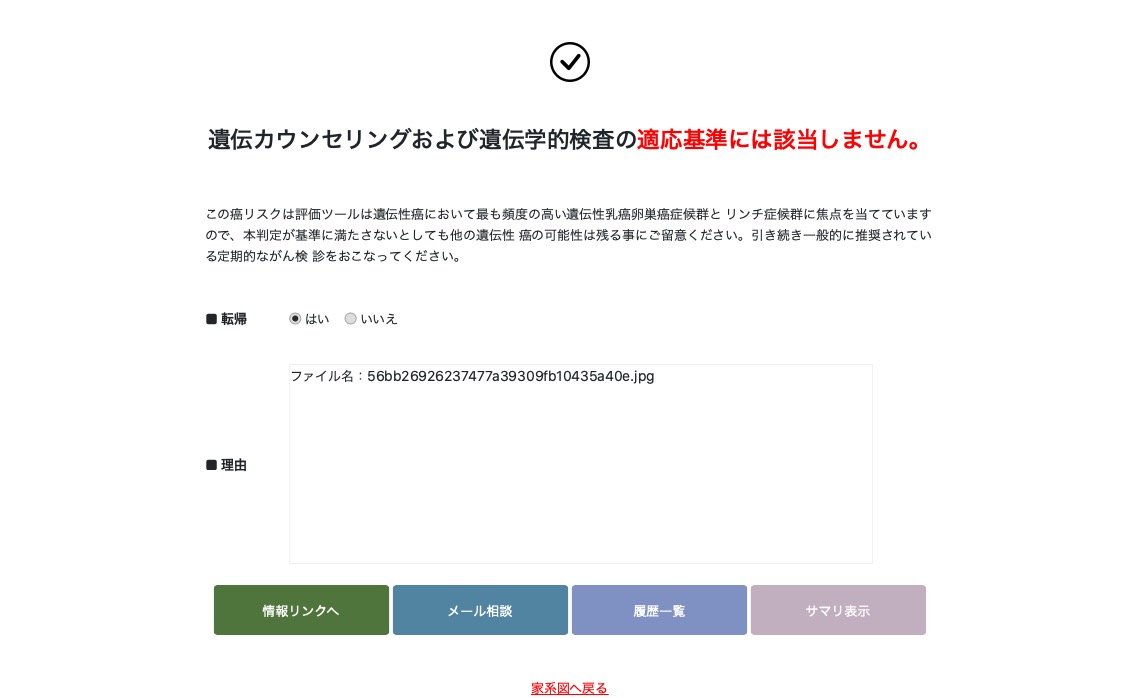 遺伝カウンセリングおよび遺伝学的検査の適応基準には該当しません。
この癌リスクは評価ツールは遺伝性癌において最も頻度の高い遺伝性乳癌卵巣癌症候群と リンチ症候群に焦点を当てています
ので、本判定が基準に満たさないとしても他の遺伝性 癌の可能性は残る事にご留意ください。引き続き一般的に推奨されてい
る定期的ながん検 診をおこなってください。
■ 転帰 はい いいえ
ファイル名：56bb26926237477a39309fb10435a40e.jpg
■ 理由
情報リンクへ メール相談 履歴一覧 サマリ表示
家系図へ戻る